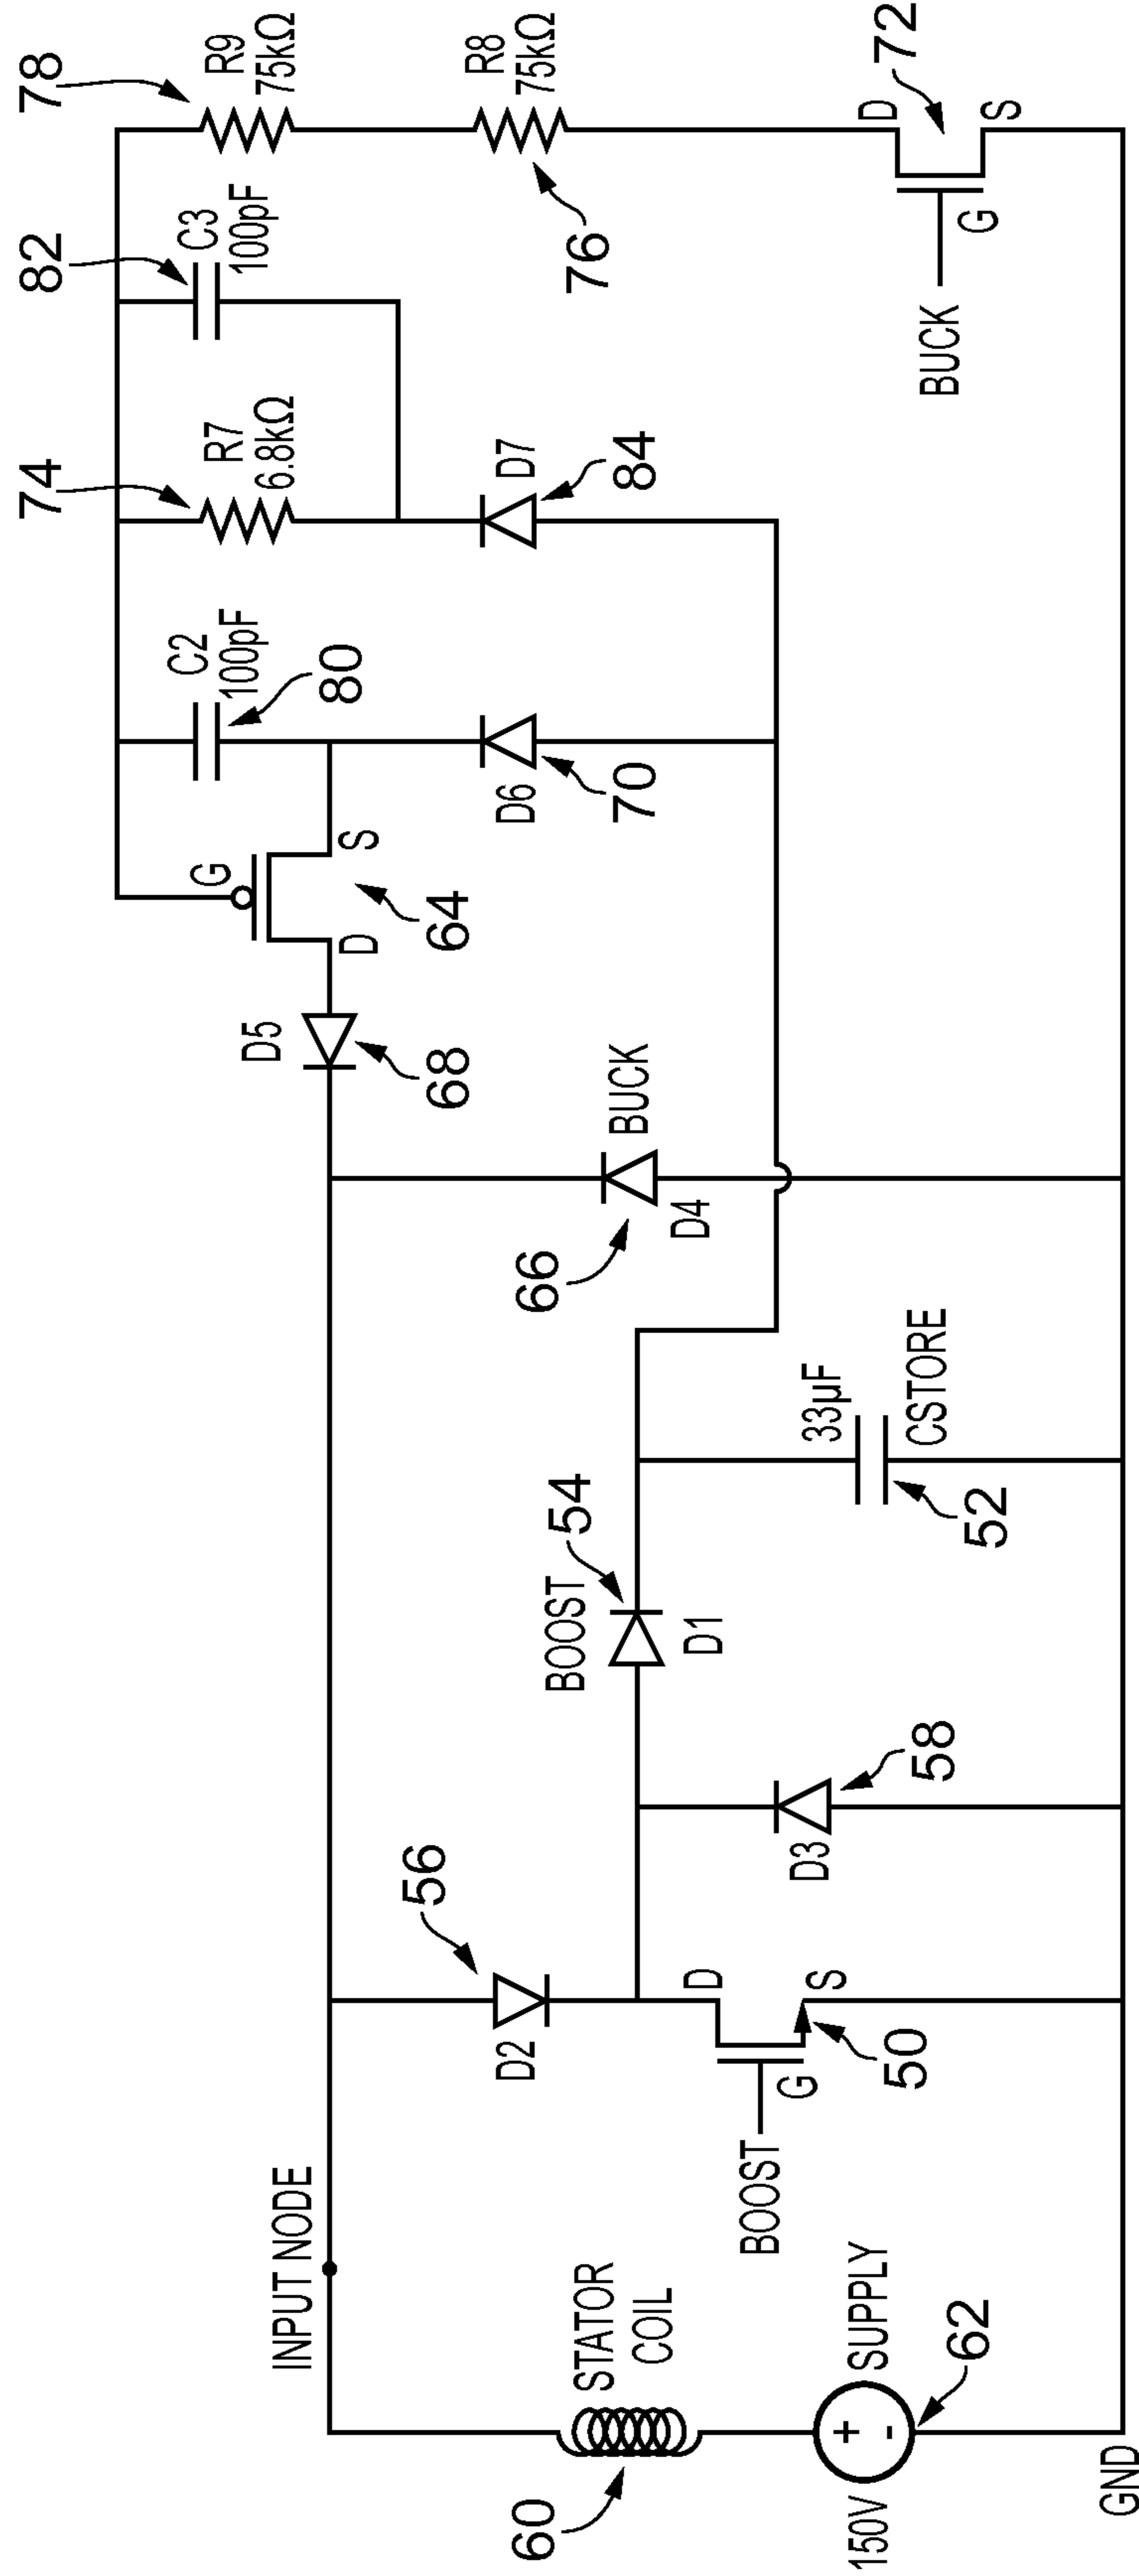 78
R9
75kΩ
R8
75kΩ
76
72
D
S
G
BUCK
82
C3
100pF
74
R7
6.8kΩ
D7
84
C2
100pF
80
D6
70
G
S
D
64
D5
68
BUCK
D4
66
33µF
CSTORE
52
BOOST
54
D1
58
D3
56
D2
D
S
G
50
BOOST
INPUT NODE
STATOR
COIL
60
SUPPLY
62
+
-
150V
GND